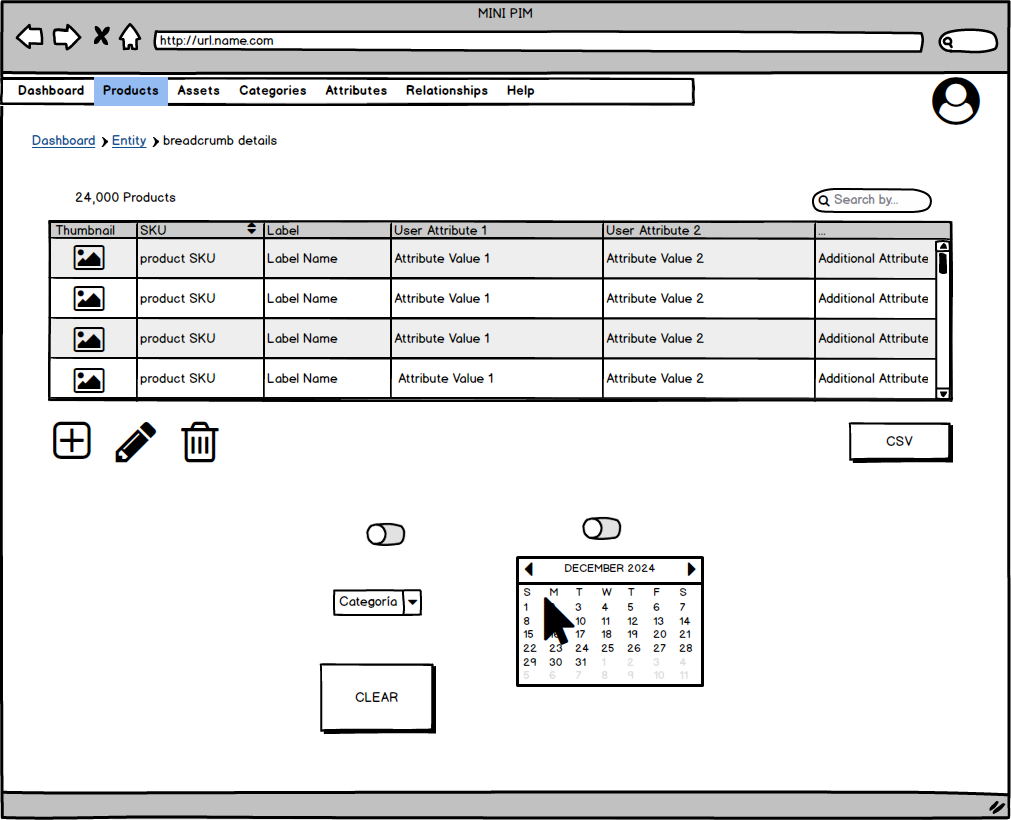 MINI PIM
http://url.name.com
Dashboard Products Assets Categories Attributes Relationships Help
Dashboard Entity breadcrumb details
24,000 Products
Search by...
Thumbnail SKU Label User Attribute 1 User Attribute 2 ...
product SKU Label Name Attribute Value 1 Attribute Value 2 Additional Attribute
product SKU Label Name Attribute Value 1 Attribute Value 2 Additional Attribute
product SKU Label Name Attribute Value 1 Attribute Value 2 Additional Attribute
product SKU Label Name Attribute Value 1 Attribute Value 2 Additional Attribute
CSV
DECEMBER 2024
S M T W T F S
1 2 3 4 5 6 7
8 10 11 12 13 14
15 16 17 18 19 20 21
22 23 24 25 26 27 28
29 30 31 1 2 3 4
5 6 7 8 9 10 11
Categoría
CLEAR